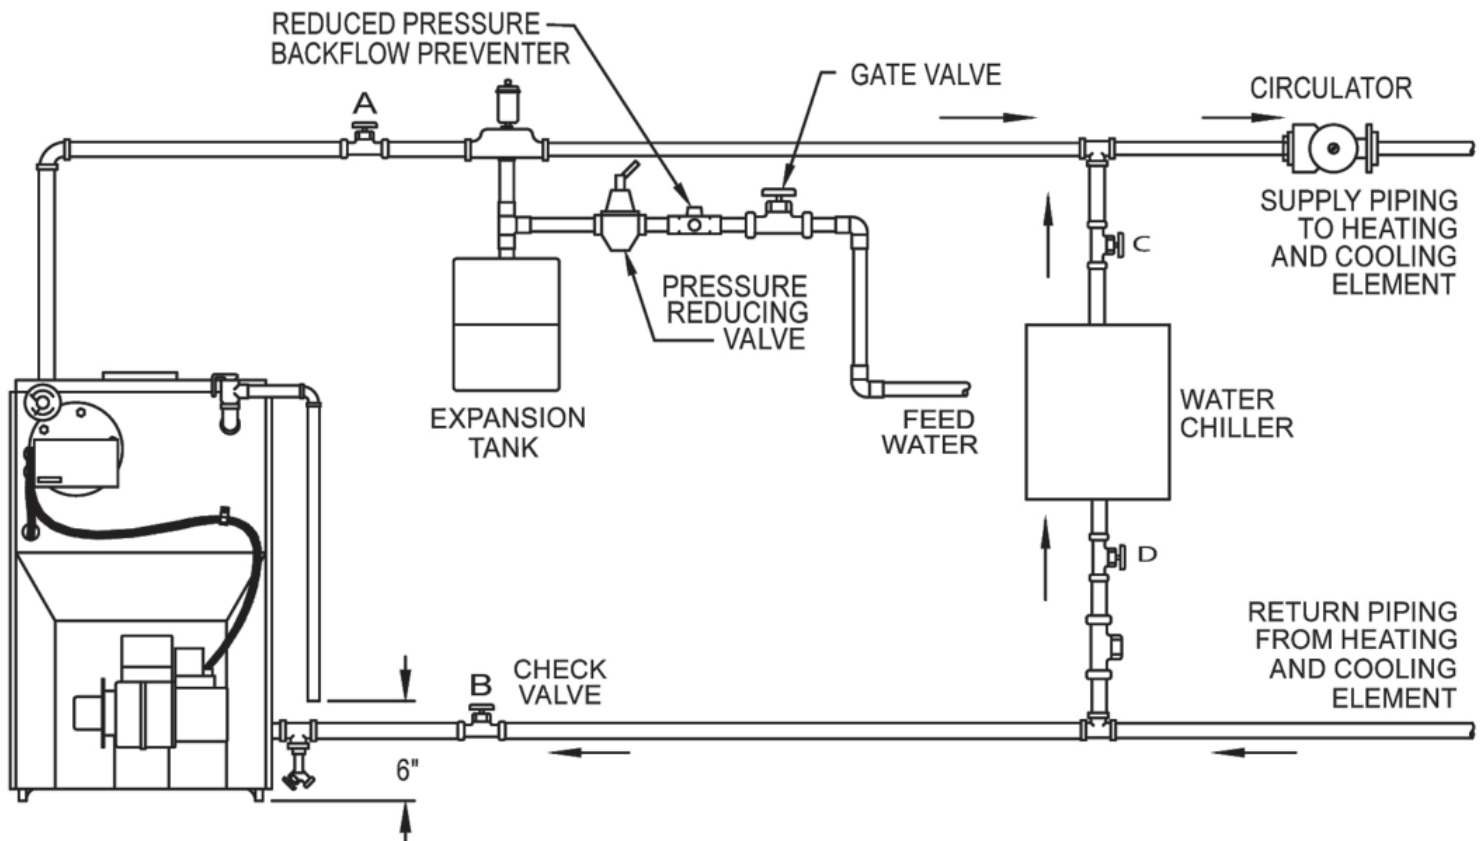 REDUCED PRESSURE
BACKFLOW PREVENTER
GATE VALVE
CIRCULATOR
A
SUPPLY PIPING
TO HEATING
AND COOLING
ELEMENT
C
PRESSURE
REDUCING
VALVE
EXPANSION
TANK
FEED
WATER
WATER
CHILLER
D
RETURN PIPING
FROM HEATING
AND COOLING
ELEMENT
CHECK
VALVE
B
6"